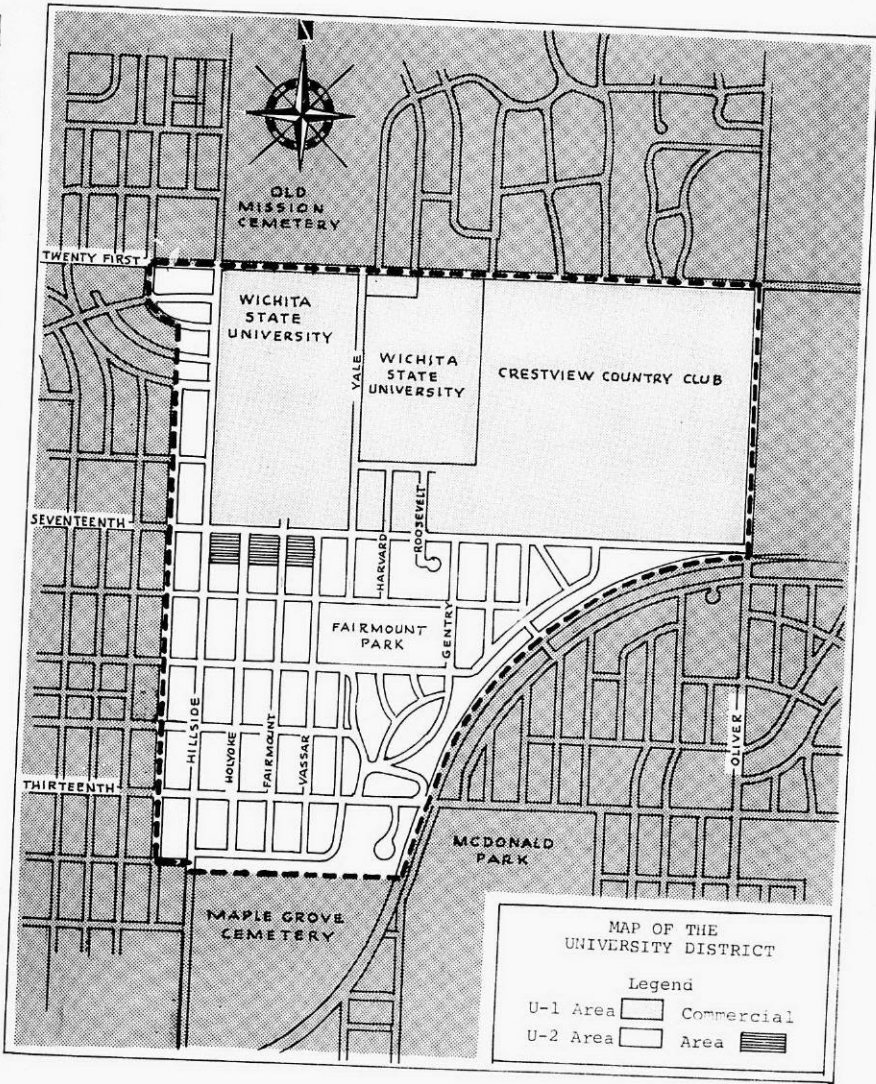 N
OLD
MISSION
CEMETERY
TWENTY FIRST
WICHITA
STATE
UNIVERSITY
YALE
WICHITA
STATE
UNIVERSITY
CRESTVIEW COUNTRY CLUB
SEVENTEENTH
HARVARD
ROOSEVELT
FAIRMOUNT
PARK
GENTRY
HILLSIDE
HOLYOKE
FAIRMOUNT
VASSAR
OLIVER
THIRTEENTH
MCDONALD
PARK
MAPLE GROVE
CEMETERY
MAP OF THE
UNIVERSITY DISTRICT
Legend
U-1 Area Commercial
U-2 Area Area